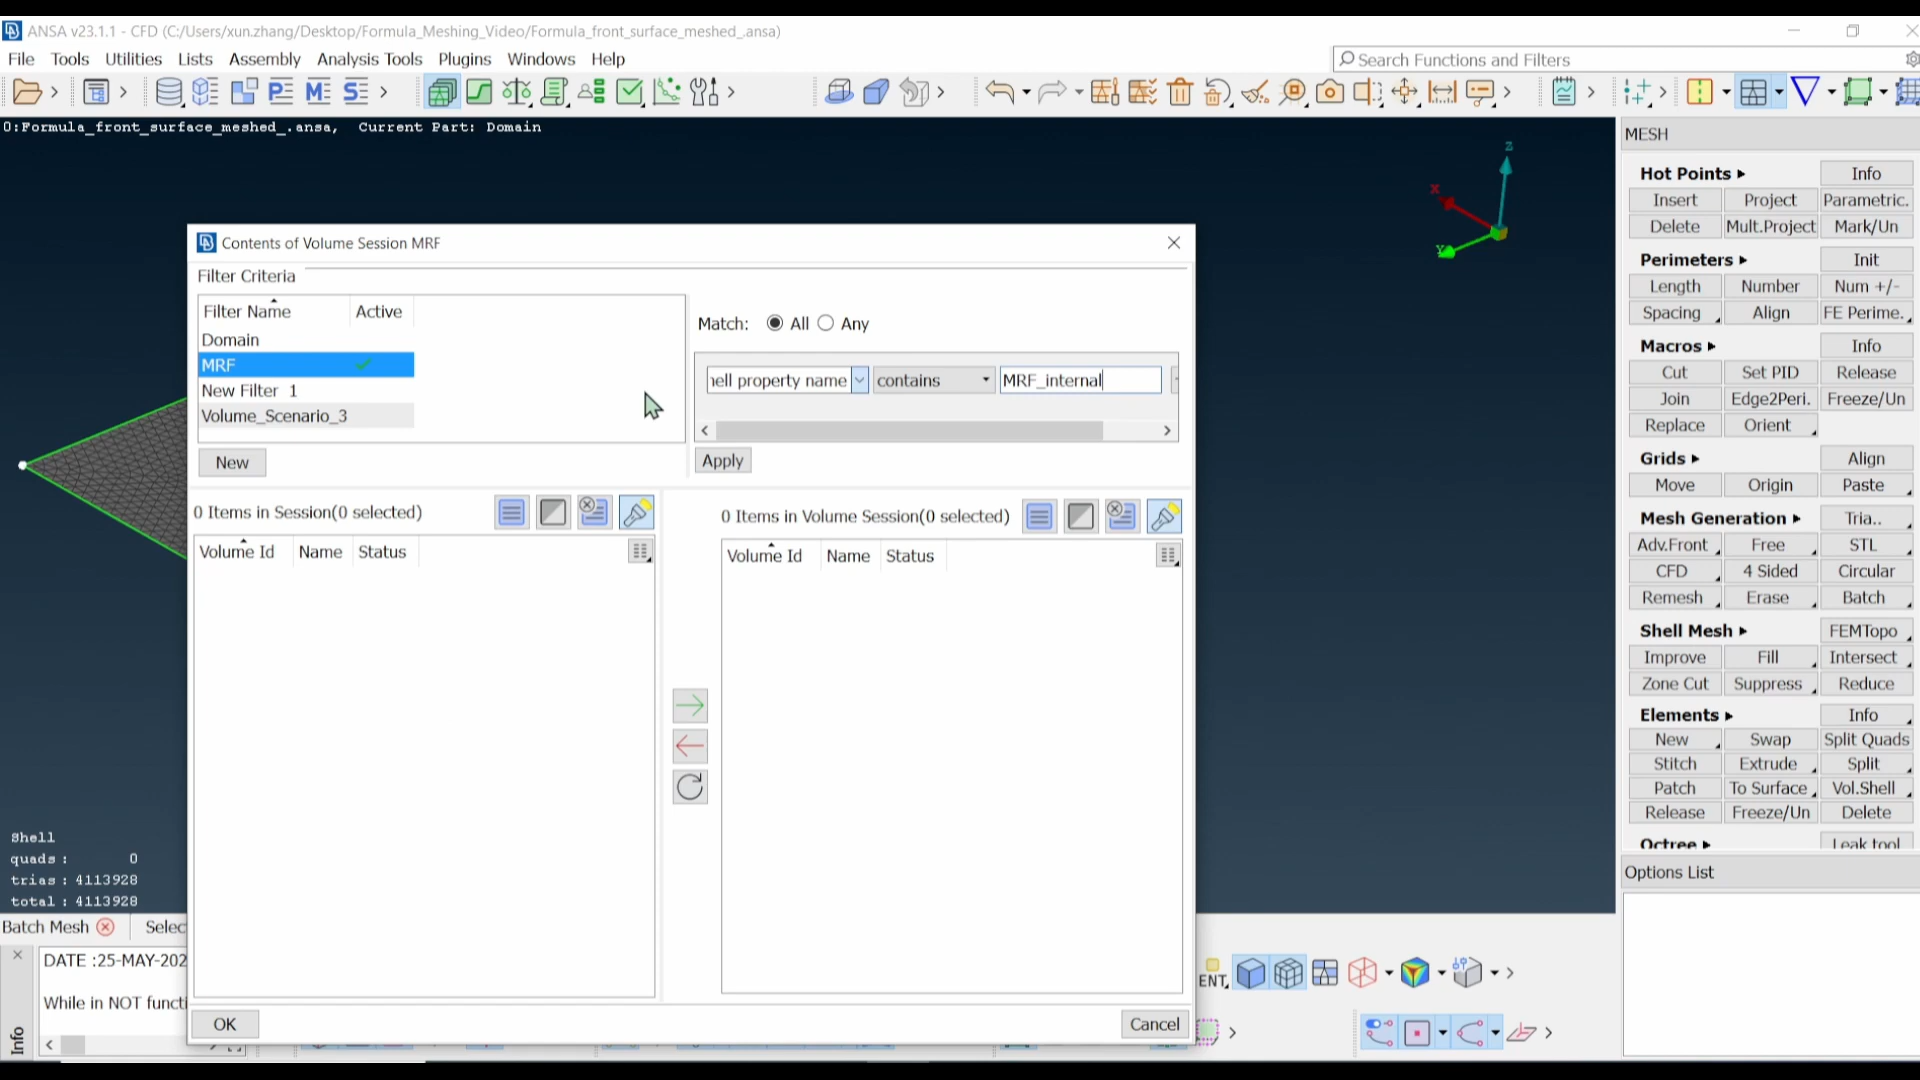 ANSA v23.1.1 - CFD (C:/Users/xun.zhang/Desktop/Formula_Meshing_Video/Formula_front_surface_meshed_.ansa)
File Tools Utilities Lists Assembly Analysis Tools Plugins Windows Help
Search Functions and Filters
0:Formula_front_surface_meshed_.ansa, Current Part: Domain
Z
X
Y
Contents of Volume Session MRF
Filter Criteria
Filter Name Active
Domain
MRF
New Filter 1
Volume_Scenario_3
New
Match: All Any
hell property name contains MRF_internal
Apply
0 Items in Session(0 selected)
Volume Id Name Status
0 Items in Volume Session(0 selected)
Volume Id Name Status
OK
Cancel
Shell
quads: 0
trias: 4113928
total: 4113928
Batch Mesh Selec
DATE :25-MAY-202
While in NOT functi
Info
ENT
MESH
Hot Points Info
Insert Project Parametric.
Delete Mult.Project Mark/Un
Perimeters Init
Length Number Num +/-
Spacing Align FE Perime.
Macros Info
Cut Set PID Release
Join Edge2Peri. Freeze/Un
Replace Orient
Grids Align
Move Origin Paste
Mesh Generation Tria..
Adv.Front Free STL
CFD 4 Sided Circular
Remesh Erase Batch
Shell Mesh FEMTopo
Improve Fill Intersect
Zone Cut Suppress Reduce
Elements Info
New Swap Split Quads
Stitch Extrude Split
Patch To Surface Vol.Shell
Release Freeze/Un Delete
Octree Leak tool
Options List